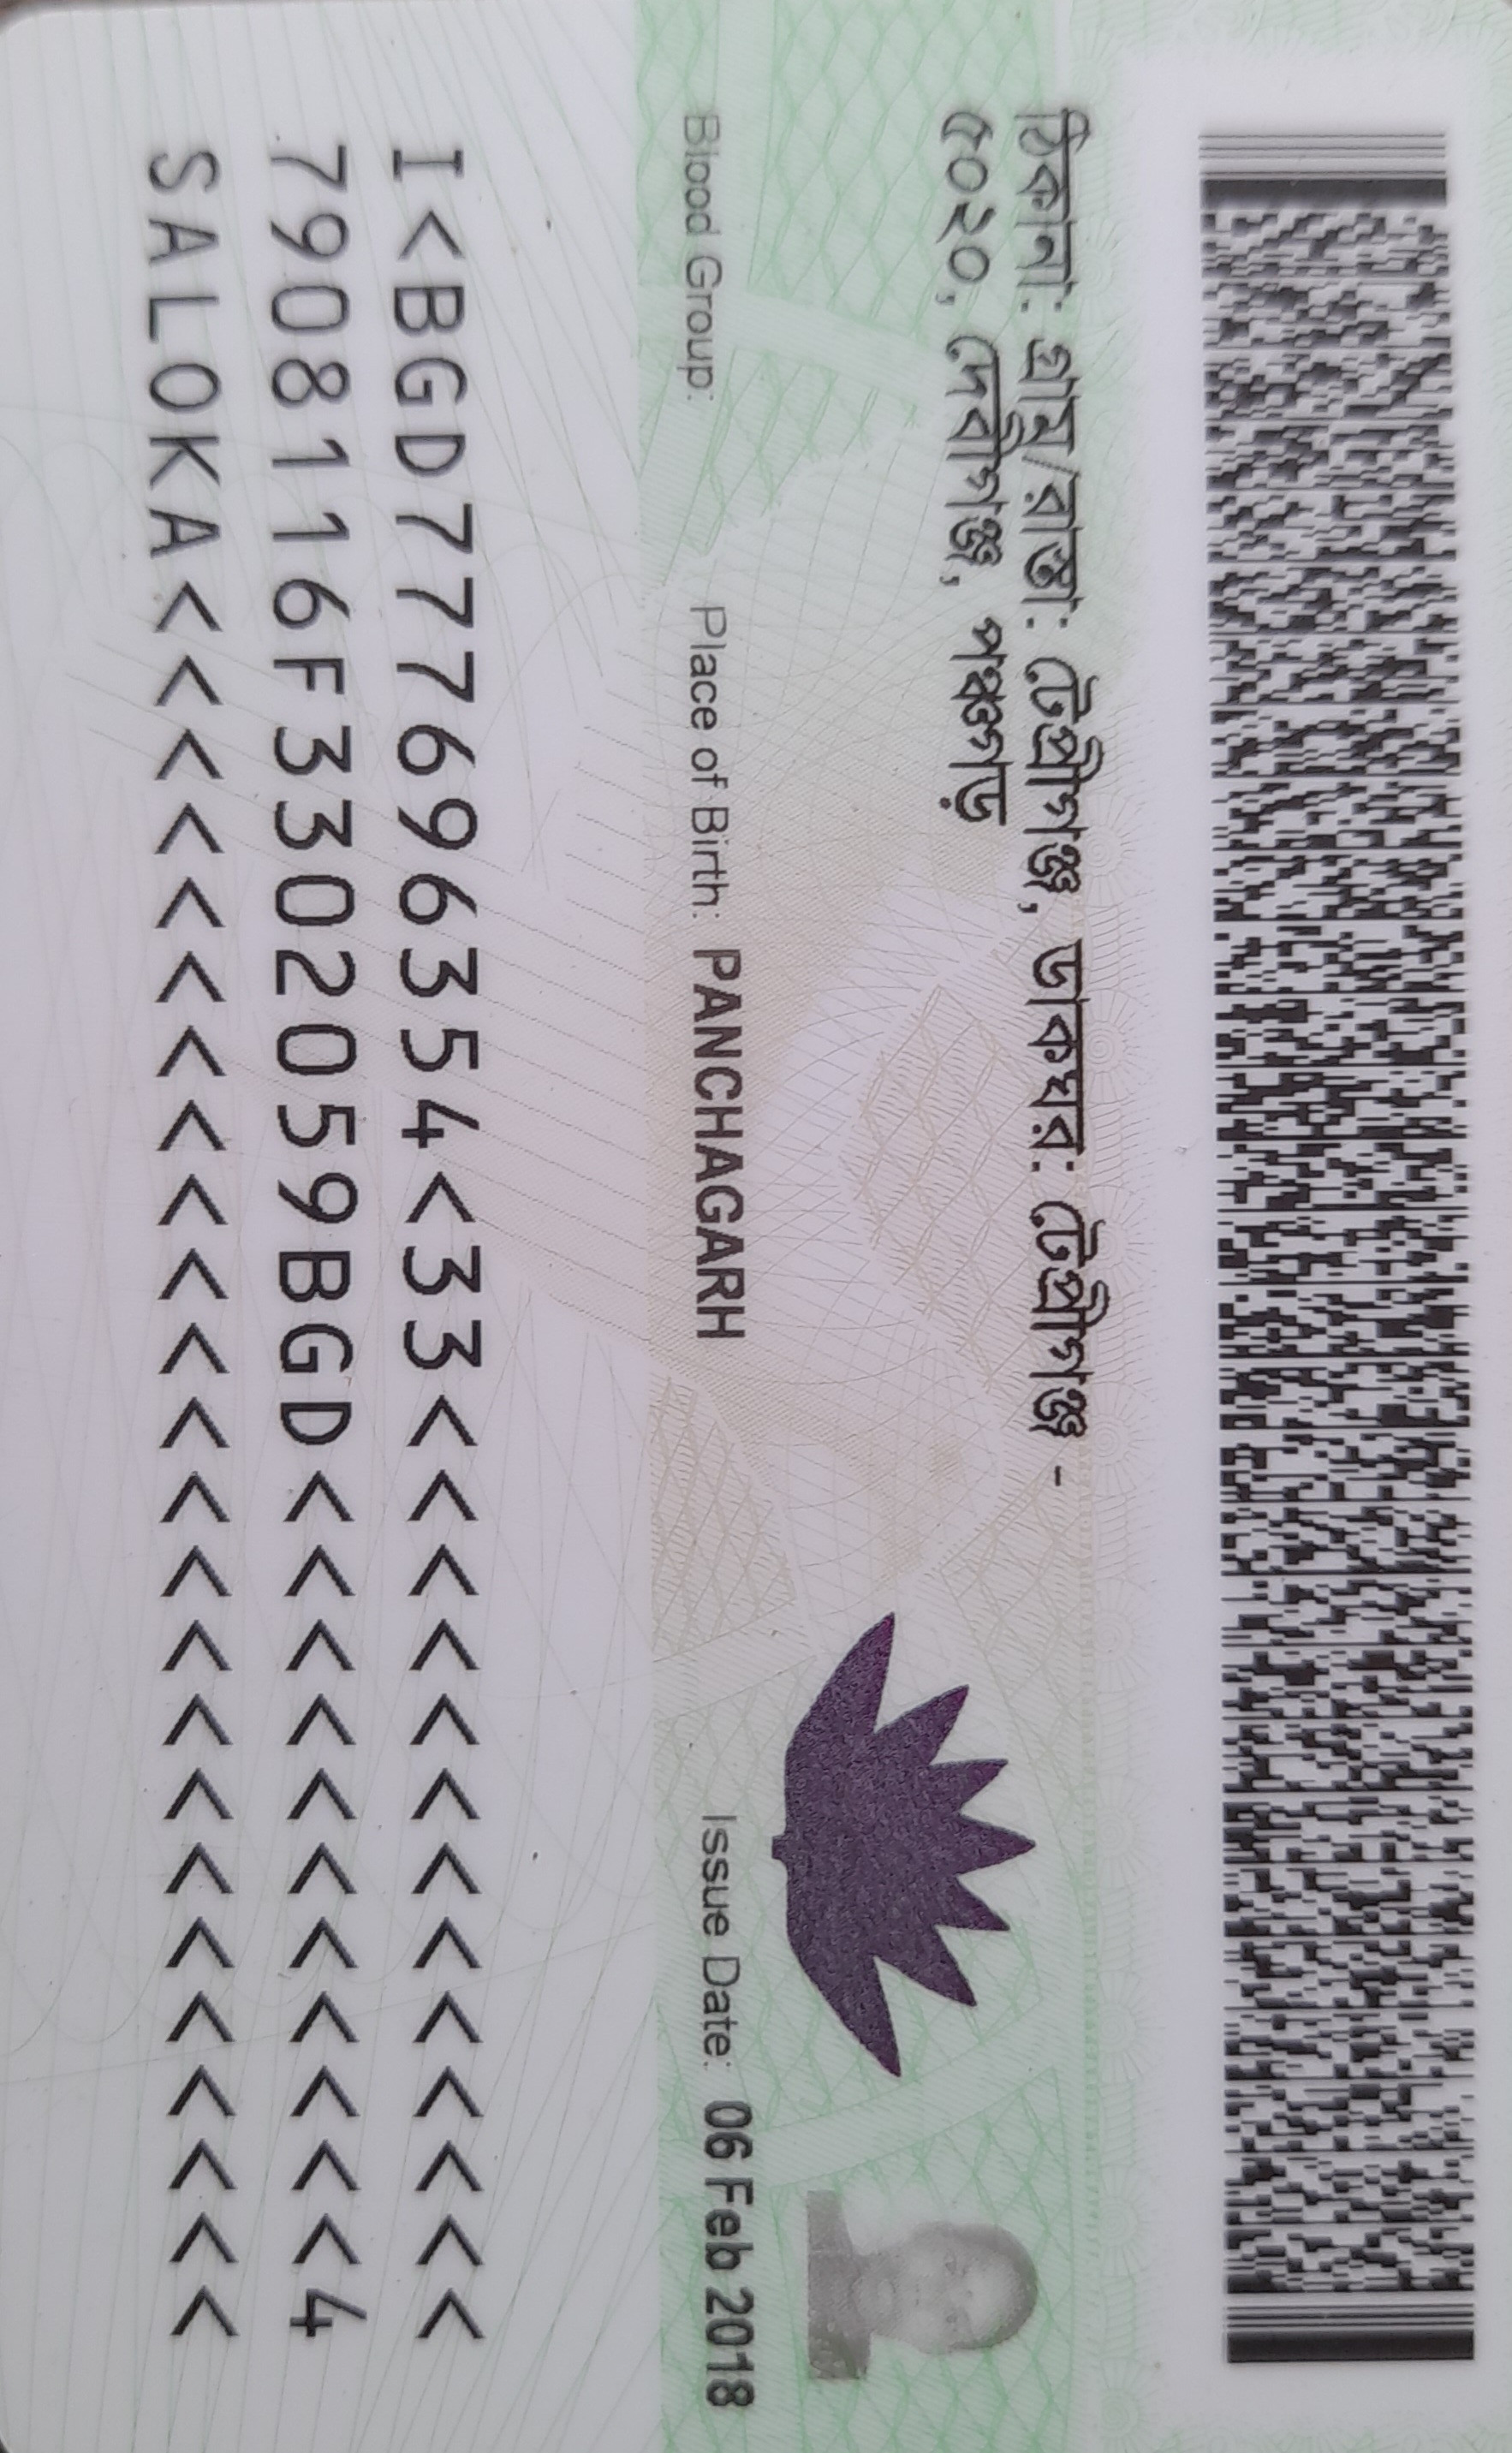 ঠিকানা: গ্রাম/রাস্তা: টেপ্রীগঞ্জ, ডাকঘর: টেপ্রীগঞ্জ -
৫০২০, দেবীগঞ্জ, পঞ্চগড়
Blood Group: Place of Birth: PANCHAGARH Issue Date: 06 Feb 2018
I<BGD777696354<33<<<<<<<<<<<<<
7908116F3302059BGD<<<<<<<<<<<4
SALOKA<<<<<<<<<<<<<<<<<<<<<<<<